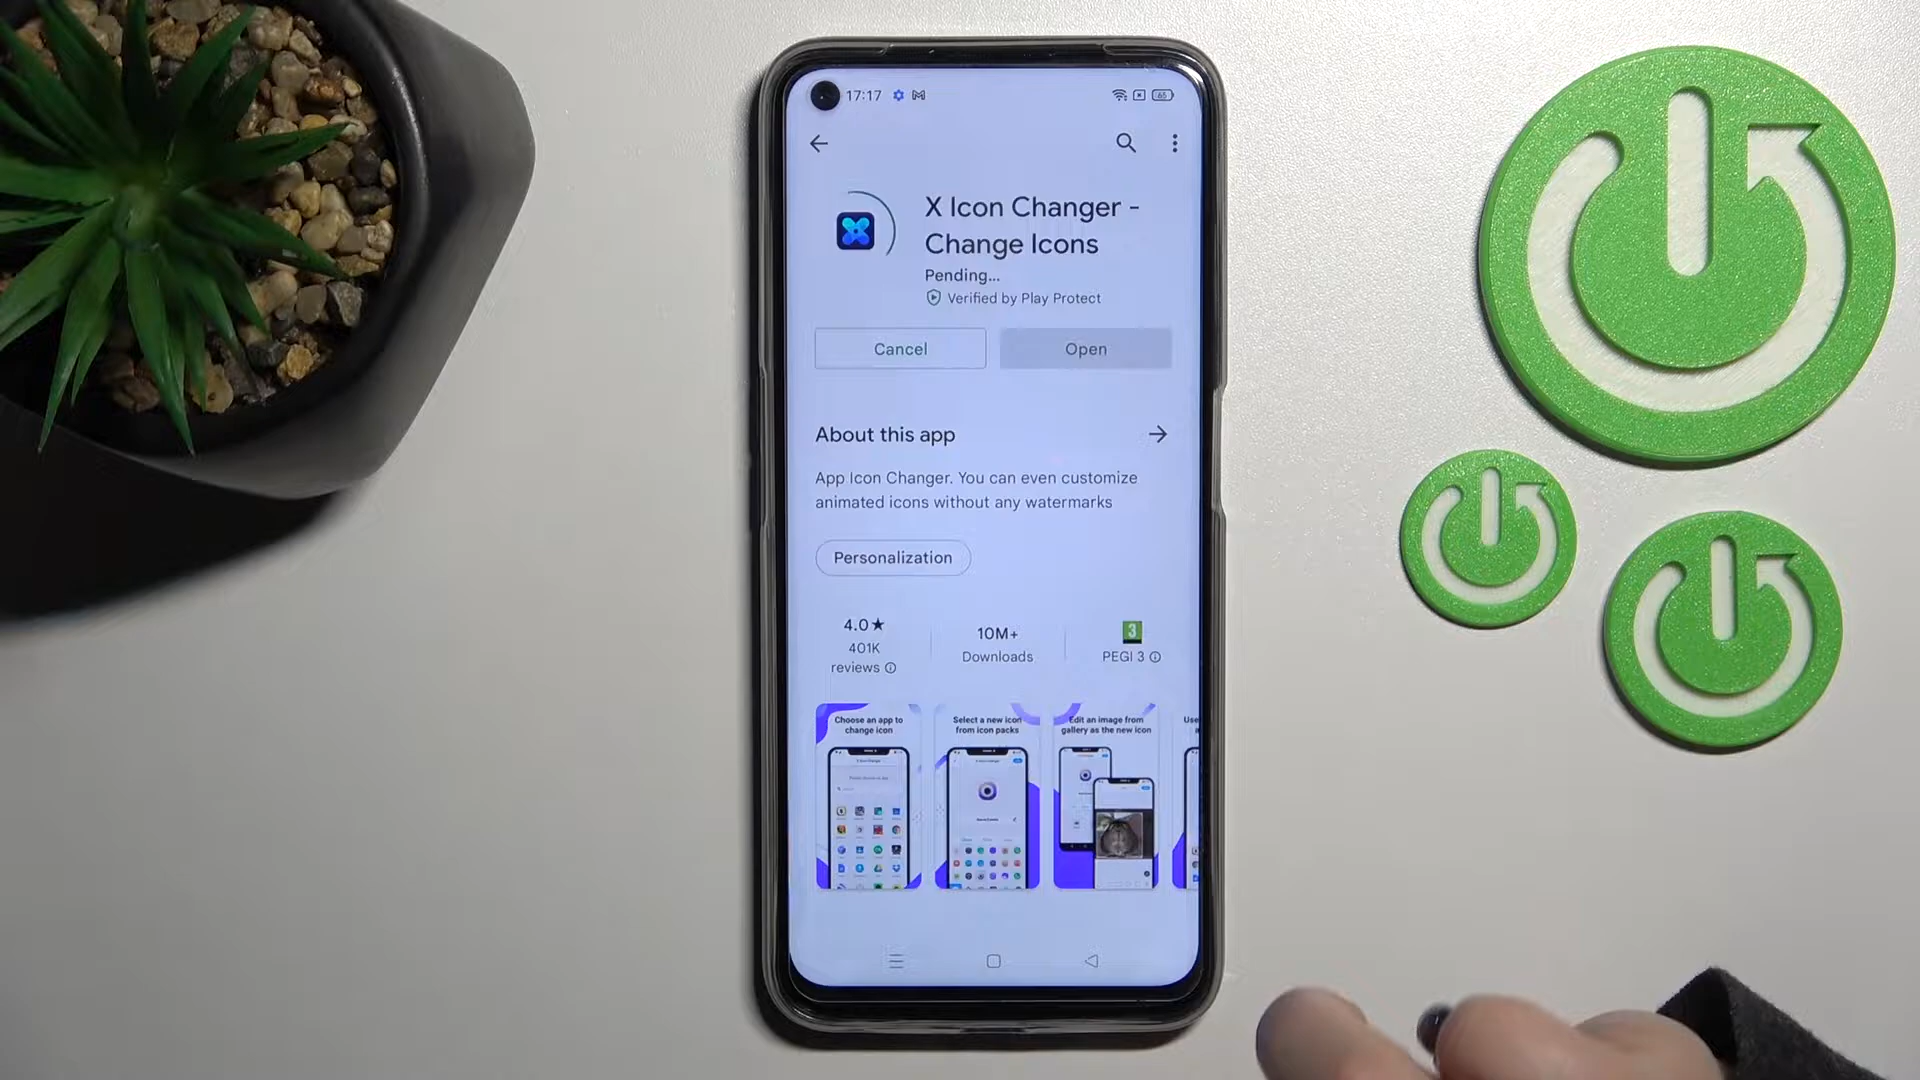 17:17
65
X Icon Changer -
Change Icons
Pending...
Verified by Play Protect
Cancel
Open
About this app
App Icon Changer. You can even customize
animated icons without any watermarks
Personalization
4.0★
401K
reviews
10M+
Downloads
3
PEGI 3
Choose an app to
change icon
Select a new icon
from icon packs
Edit an image from
gallery as the new icon
Use